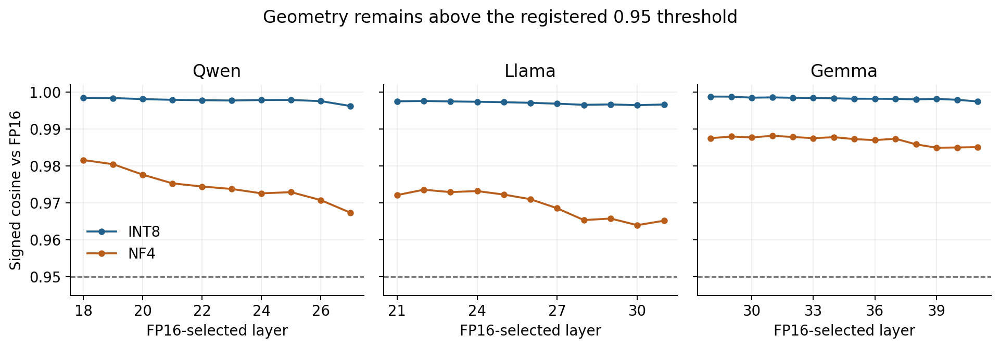 Geometry remains above the registered 0.95 threshold
Qwen
Llama
Gemma
Signed cosine vs FP16
1.00
0.99
0.98
0.97
0.96
0.95
INT8
NF4
18 20 22 24 26
21 24 27 30
30 33 36 39
FP16-selected layer
FP16-selected layer
FP16-selected layer